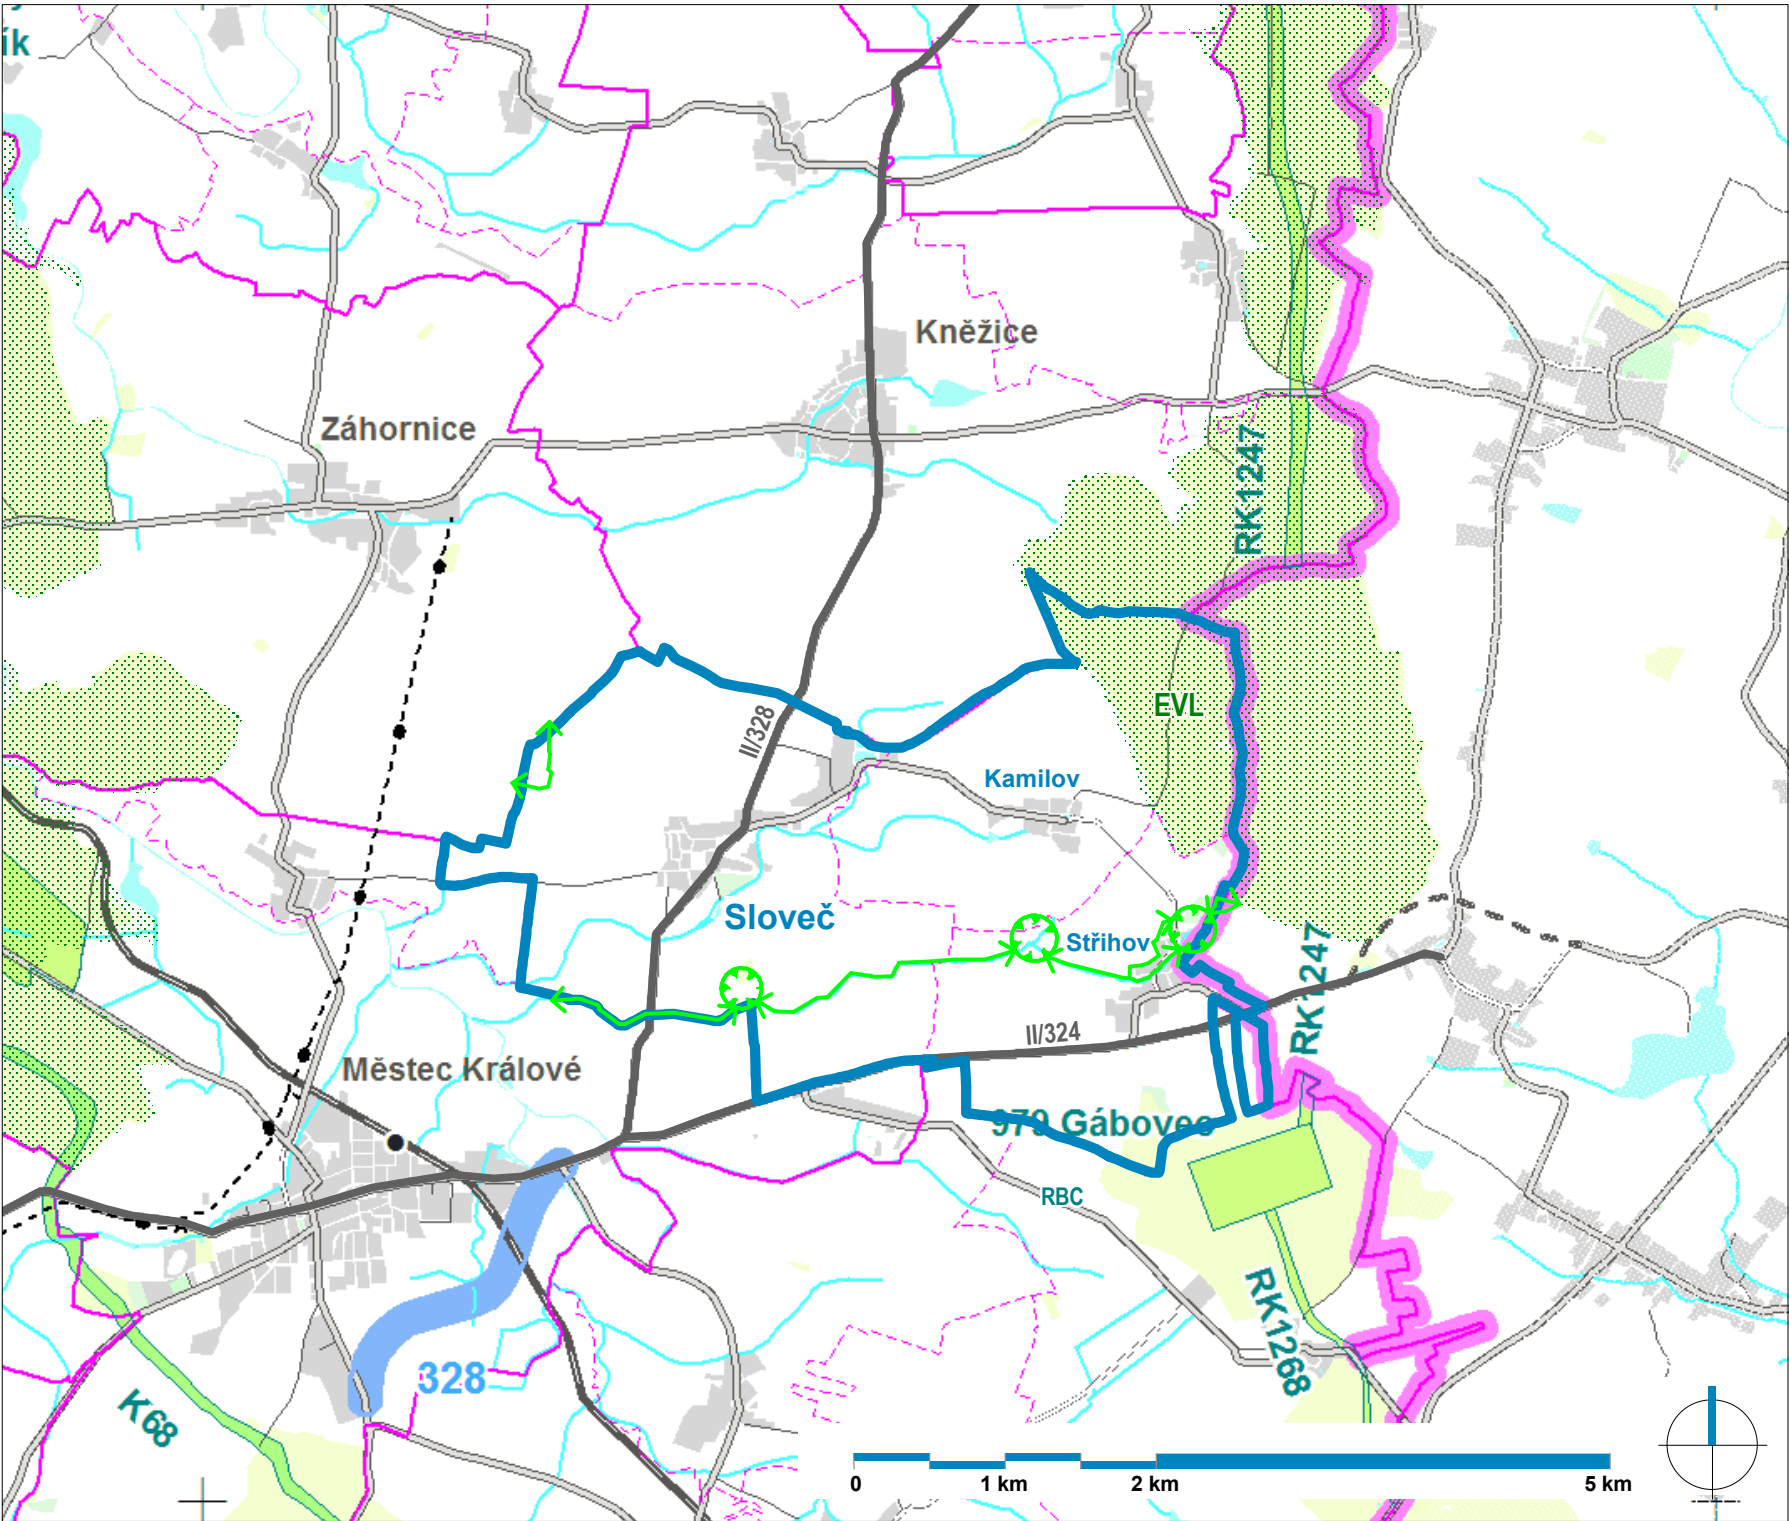 ík
Kněžice
Záhornice
RK1247
EVL
II/328
Kamilov
Sloveč
Střihov
RK1247
II/324
Městec Králové
979 Gábovec
RBC
RK1268
328
K68
0 1 km 2 km 5 km